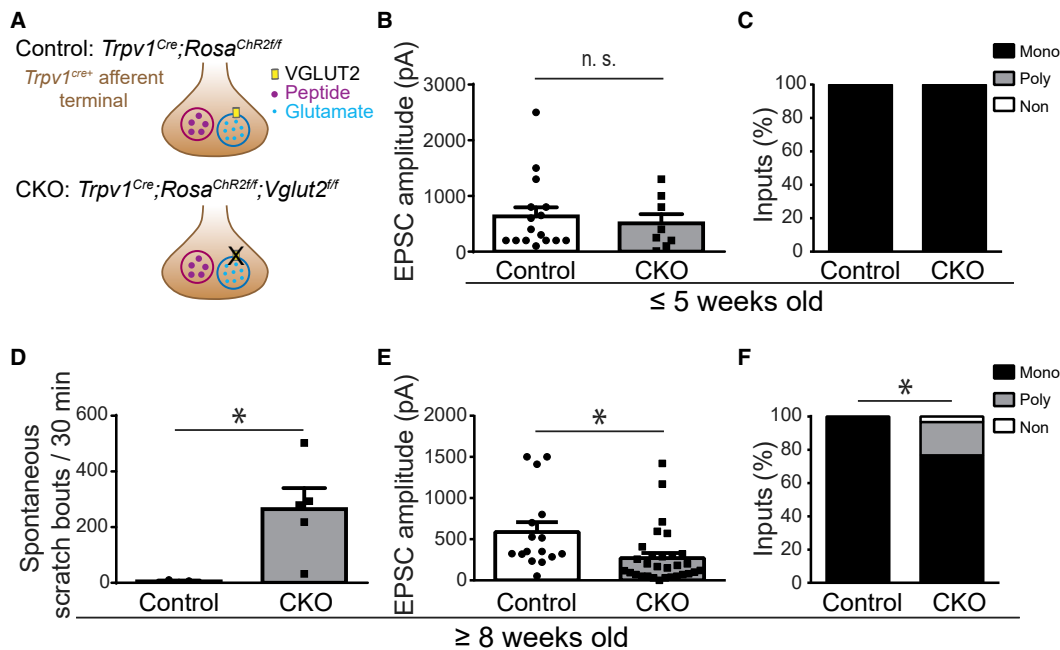 A
Control: Trpv1Cre;RosaChR2f/f
Trpv1cre+ afferent
terminal
VGLUT2
Peptide
Glutamate
CKO: Trpv1Cre;RosaChR2f/f;Vglut2f/f
X
B
n. s.
EPSC amplitude (pA)
3000
2000
1000
0
Control CKO
C
Mono
Poly
Non
Inputs (%)
100
80
60
40
20
0
Control CKO
≤ 5 weeks old
D
Spontaneous
scratch bouts / 30 min
600
400
200
0
*
Control CKO
E
EPSC amplitude (pA)
2000
1500
1000
500
0
*
Control CKO
F
Mono
Poly
Non
Inputs (%)
100
80
60
40
20
0
*
Control CKO
≥ 8 weeks old